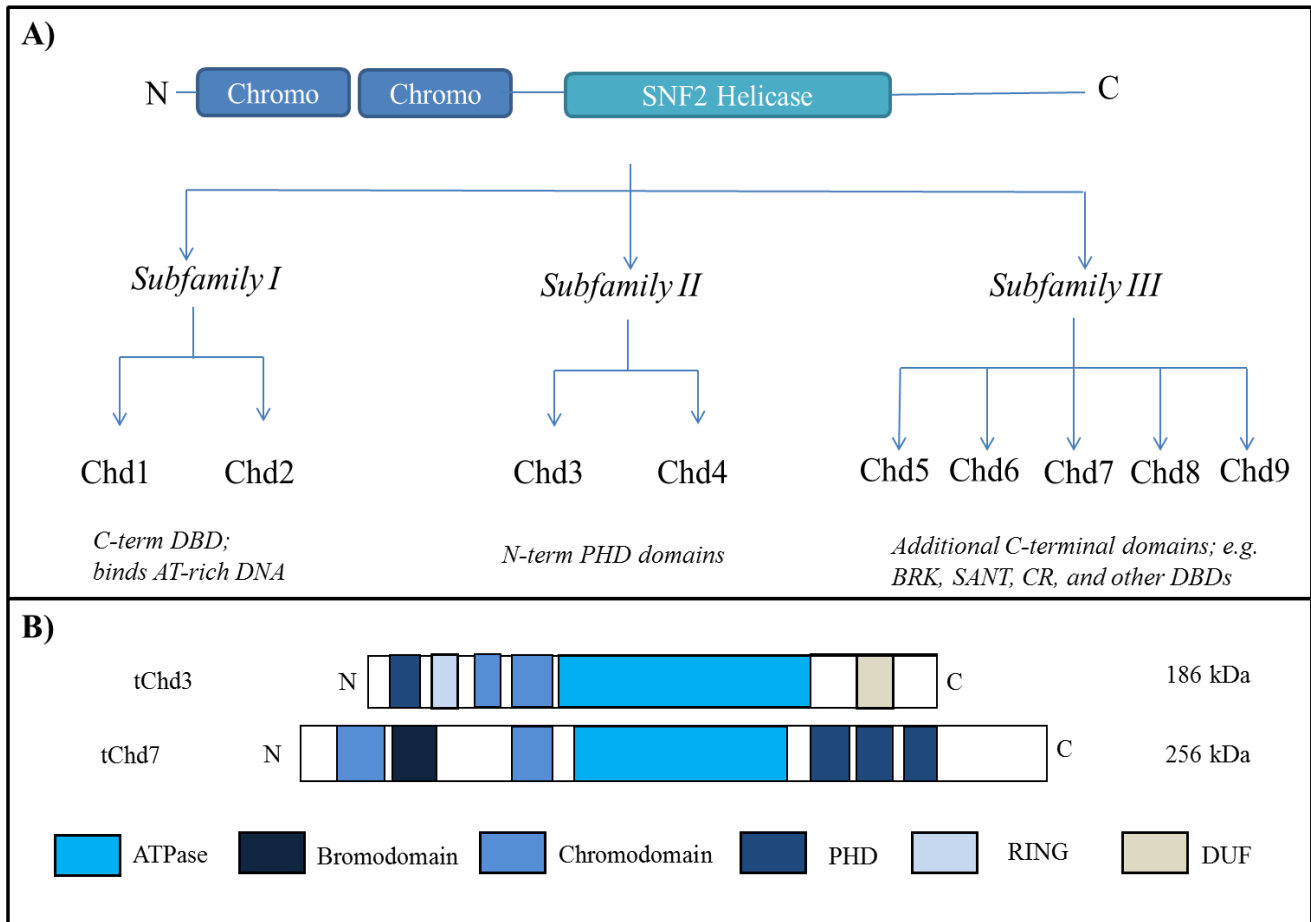 A)
N Chromo Chromo SNF2 Helicase C
Subfamily I Subfamily II Subfamily III
Chd1 Chd2 Chd3 Chd4 Chd5 Chd6 Chd7 Chd8 Chd9
C-term DBD;
binds AT-rich DNA
N-term PHD domains
Additional C-terminal domains; e.g.
BRK, SANT, CR, and other DBDs
B)
tChd3 N C 186 kDa
tChd7 N C 256 kDa
ATPase Bromodomain Chromodomain PHD RING DUF